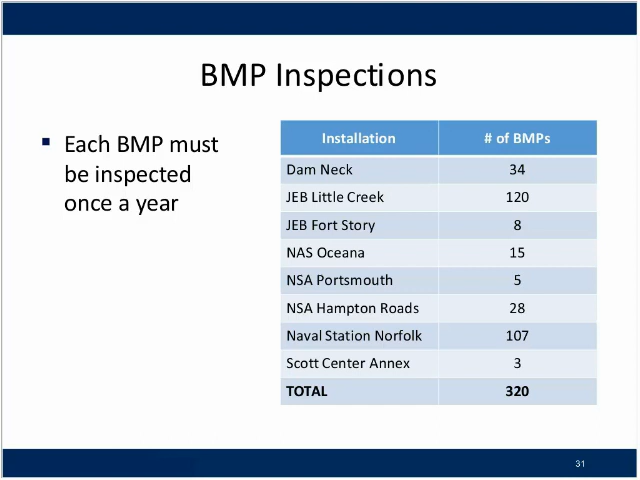 BMP Inspections
▪ Each BMP must
be inspected
once a year
Installation # of BMPs
Dam Neck 34
JEB Little Creek 120
JEB Fort Story 8
NAS Oceana 15
NSA Portsmouth 5
NSA Hampton Roads 28
Naval Station Norfolk 107
Scott Center Annex 3
TOTAL 320
31